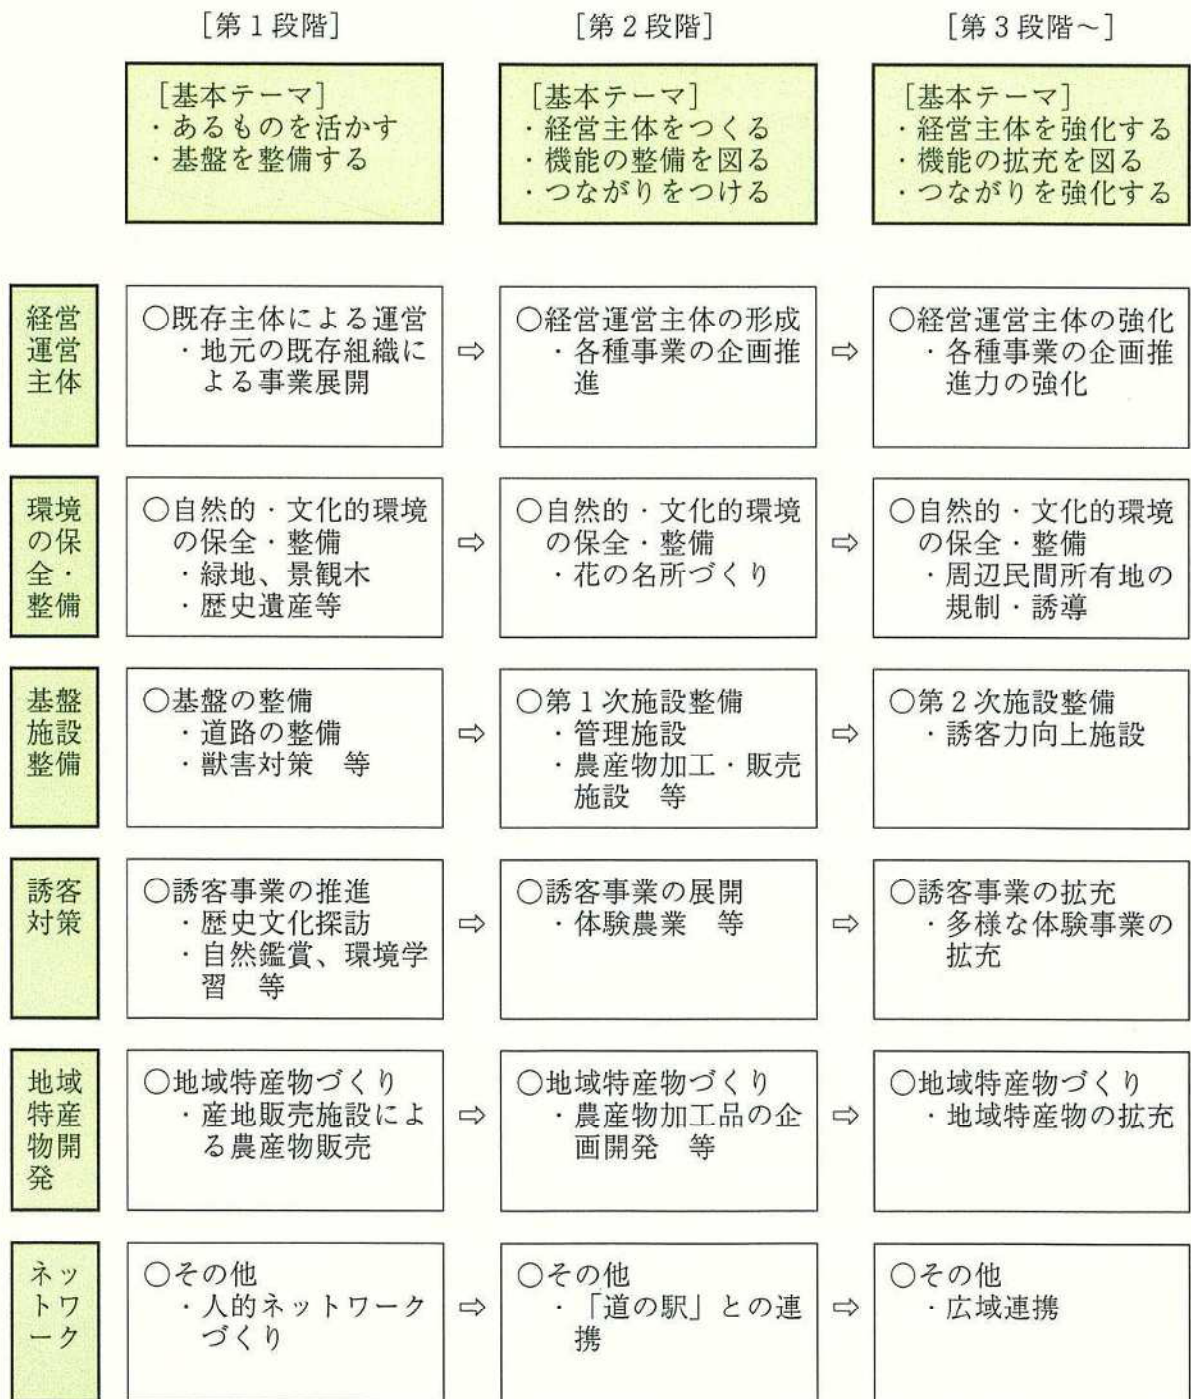 [第1段階]
[第2段階]
[第3段階~]
[基本テーマ]
・あるものを活かす
・基盤を整備する
[基本テーマ]
・経営主体をつくる
・機能の整備を図る
・つながりをつける
[基本テーマ]
・経営主体を強化する
・機能の拡充を図る
・つながりを強化する
経営
運営
主体
○既存主体による運営
・地元の既存組織に
よる事業展開
⇨
○経営運営主体の形成
・各種事業の企画推
進
⇨
○経営運営主体の強化
・各種事業の企画推
進力の強化
環境
の保
全・
整備
○自然的・文化的環境
の保全・整備
・緑地、景観木
・歴史遺産等
⇨
○自然的・文化的環境
の保全・整備
・花の名所づくり
⇨
○自然的・文化的環境
の保全・整備
・周辺民間所有地の
規制・誘導
基盤
施設
整備
○基盤の整備
・道路の整備
・獣害対策 等
⇨
○第1次施設整備
・管理施設
・農産物加工・販売
施設 等
⇨
○第2次施設整備
・誘客力向上施設
誘客
対策
○誘客事業の推進
・歴史文化探訪
・自然鑑賞、環境学
習 等
⇨
○誘客事業の展開
・体験農業 等
⇨
○誘客事業の拡充
・多様な体験事業の
拡充
地域
特産
物開
発
○地域特産物づくり
・産地販売施設によ
る農産物販売
⇨
○地域特産物づくり
・農産物加工品の企
画開発 等
⇨
○地域特産物づくり
・地域特産物の拡充
ネッ
トワ
ーク
○その他
・人的ネットワーク
づくり
⇨
○その他
・「道の駅」との連
携
⇨
○その他
・広域連携